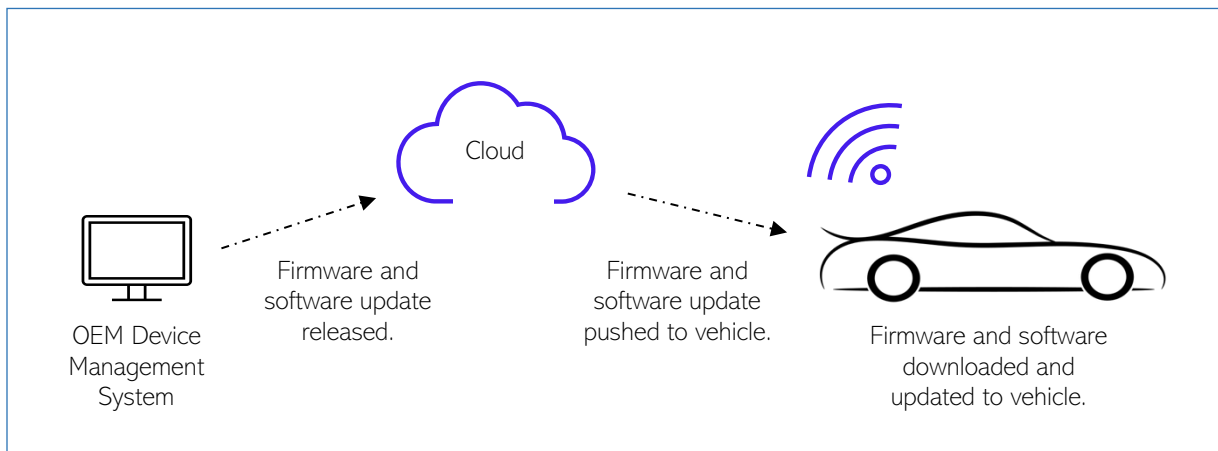 Cloud
OEM Device
Management
System
Firmware and
software update
released.
Firmware and
software update
pushed to vehicle.
Firmware and software
downloaded and
updated to vehicle.